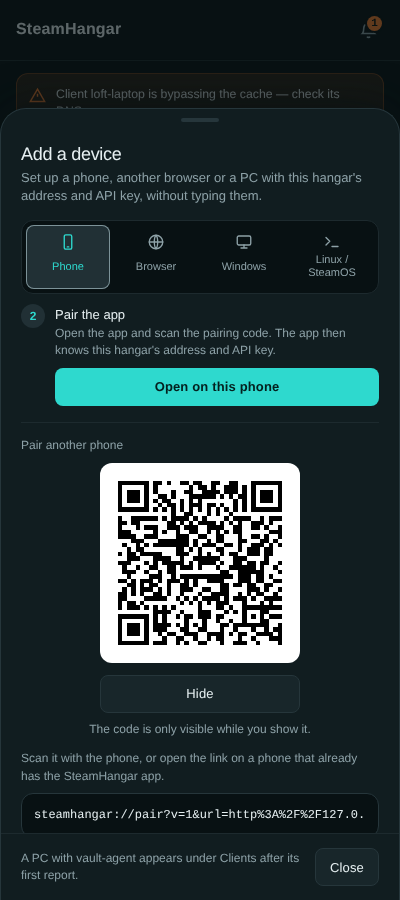 SteamHangar
1
Client loft-laptop is bypassing the cache — check its
Add a device
Set up a phone, another browser or a PC with this hangar's
address and API key, without typing them.
Phone
Browser
Windows
Linux /
SteamOS
2
Pair the app
Open the app and scan the pairing code. The app then
knows this hangar's address and API key.
Open on this phone
Pair another phone
Hide
The code is only visible while you show it.
Scan it with the phone, or open the link on a phone that already
has the SteamHangar app.
steamhangar://pair?v=1&url=http%3A%2F%2F127.0.
A PC with vault-agent appears under Clients after its
first report.
Close